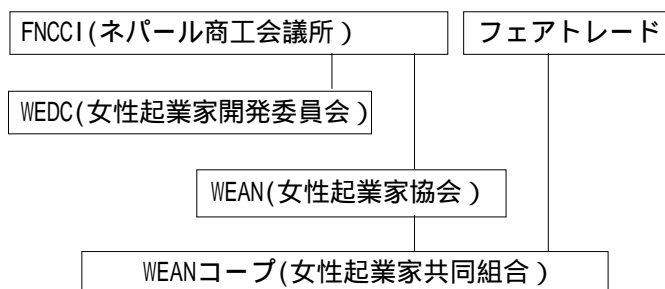 FNCCI(ネパール商工会議所)
フェアトレード
WEDC(女性起業家開発委員会)
WEAN(女性起業家協会)
WEANコープ(女性起業家共同組合)